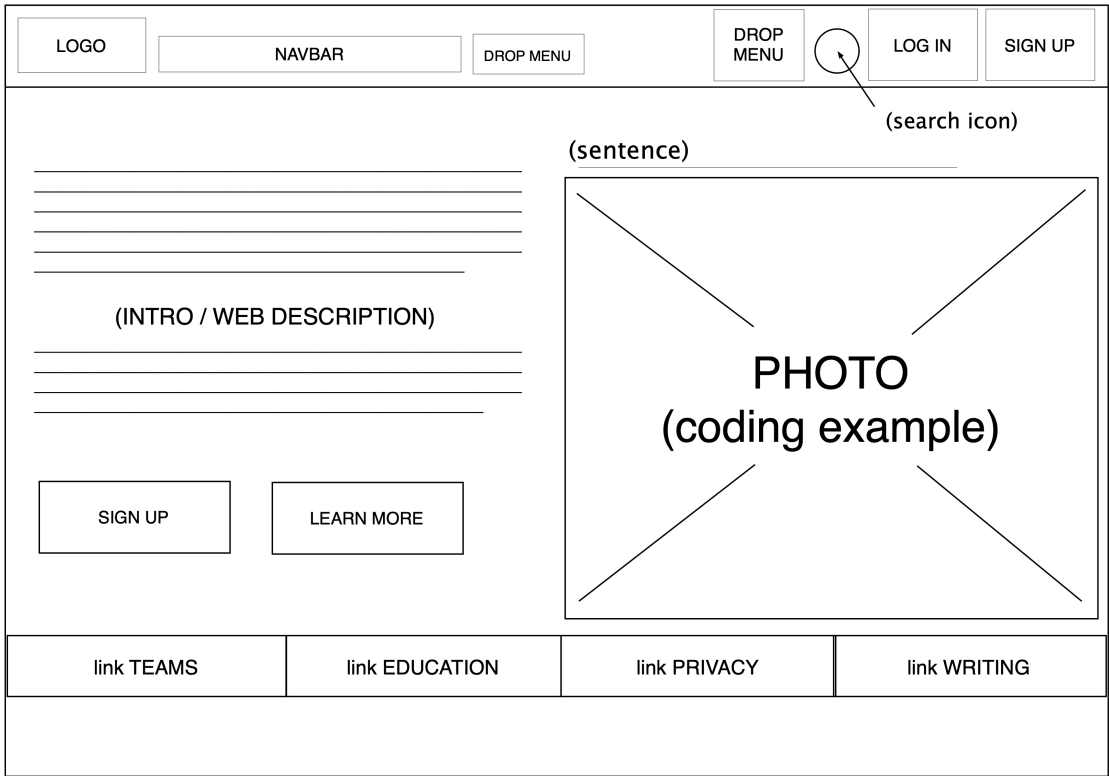 LOGO
NAVBAR
DROP MENU
DROP
MENU
LOG IN
SIGN UP
(search icon)
(sentence)
(INTRO / WEB DESCRIPTION)
PHOTO
(coding example)
SIGN UP
LEARN MORE
link TEAMS
link EDUCATION
link PRIVACY
link WRITING